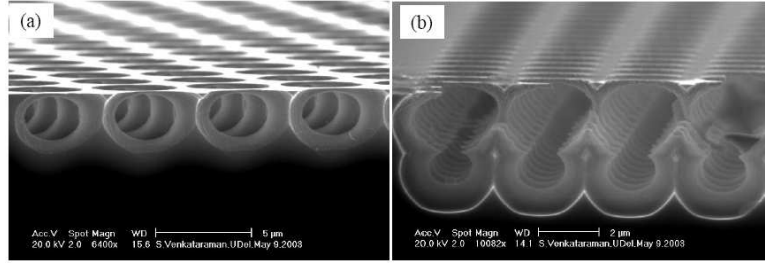 (a)
Acc.V Spot Magn WD 5 μm
20.0 kV 2.0 6400x 15.6 S.Venkataraman.UDel.May 9.2003
(b)
Acc.V Spot Magn WD 2 μm
20.0 kV 2.0 10082x 14.1 S.Venkataraman.UDel.May 9.2003